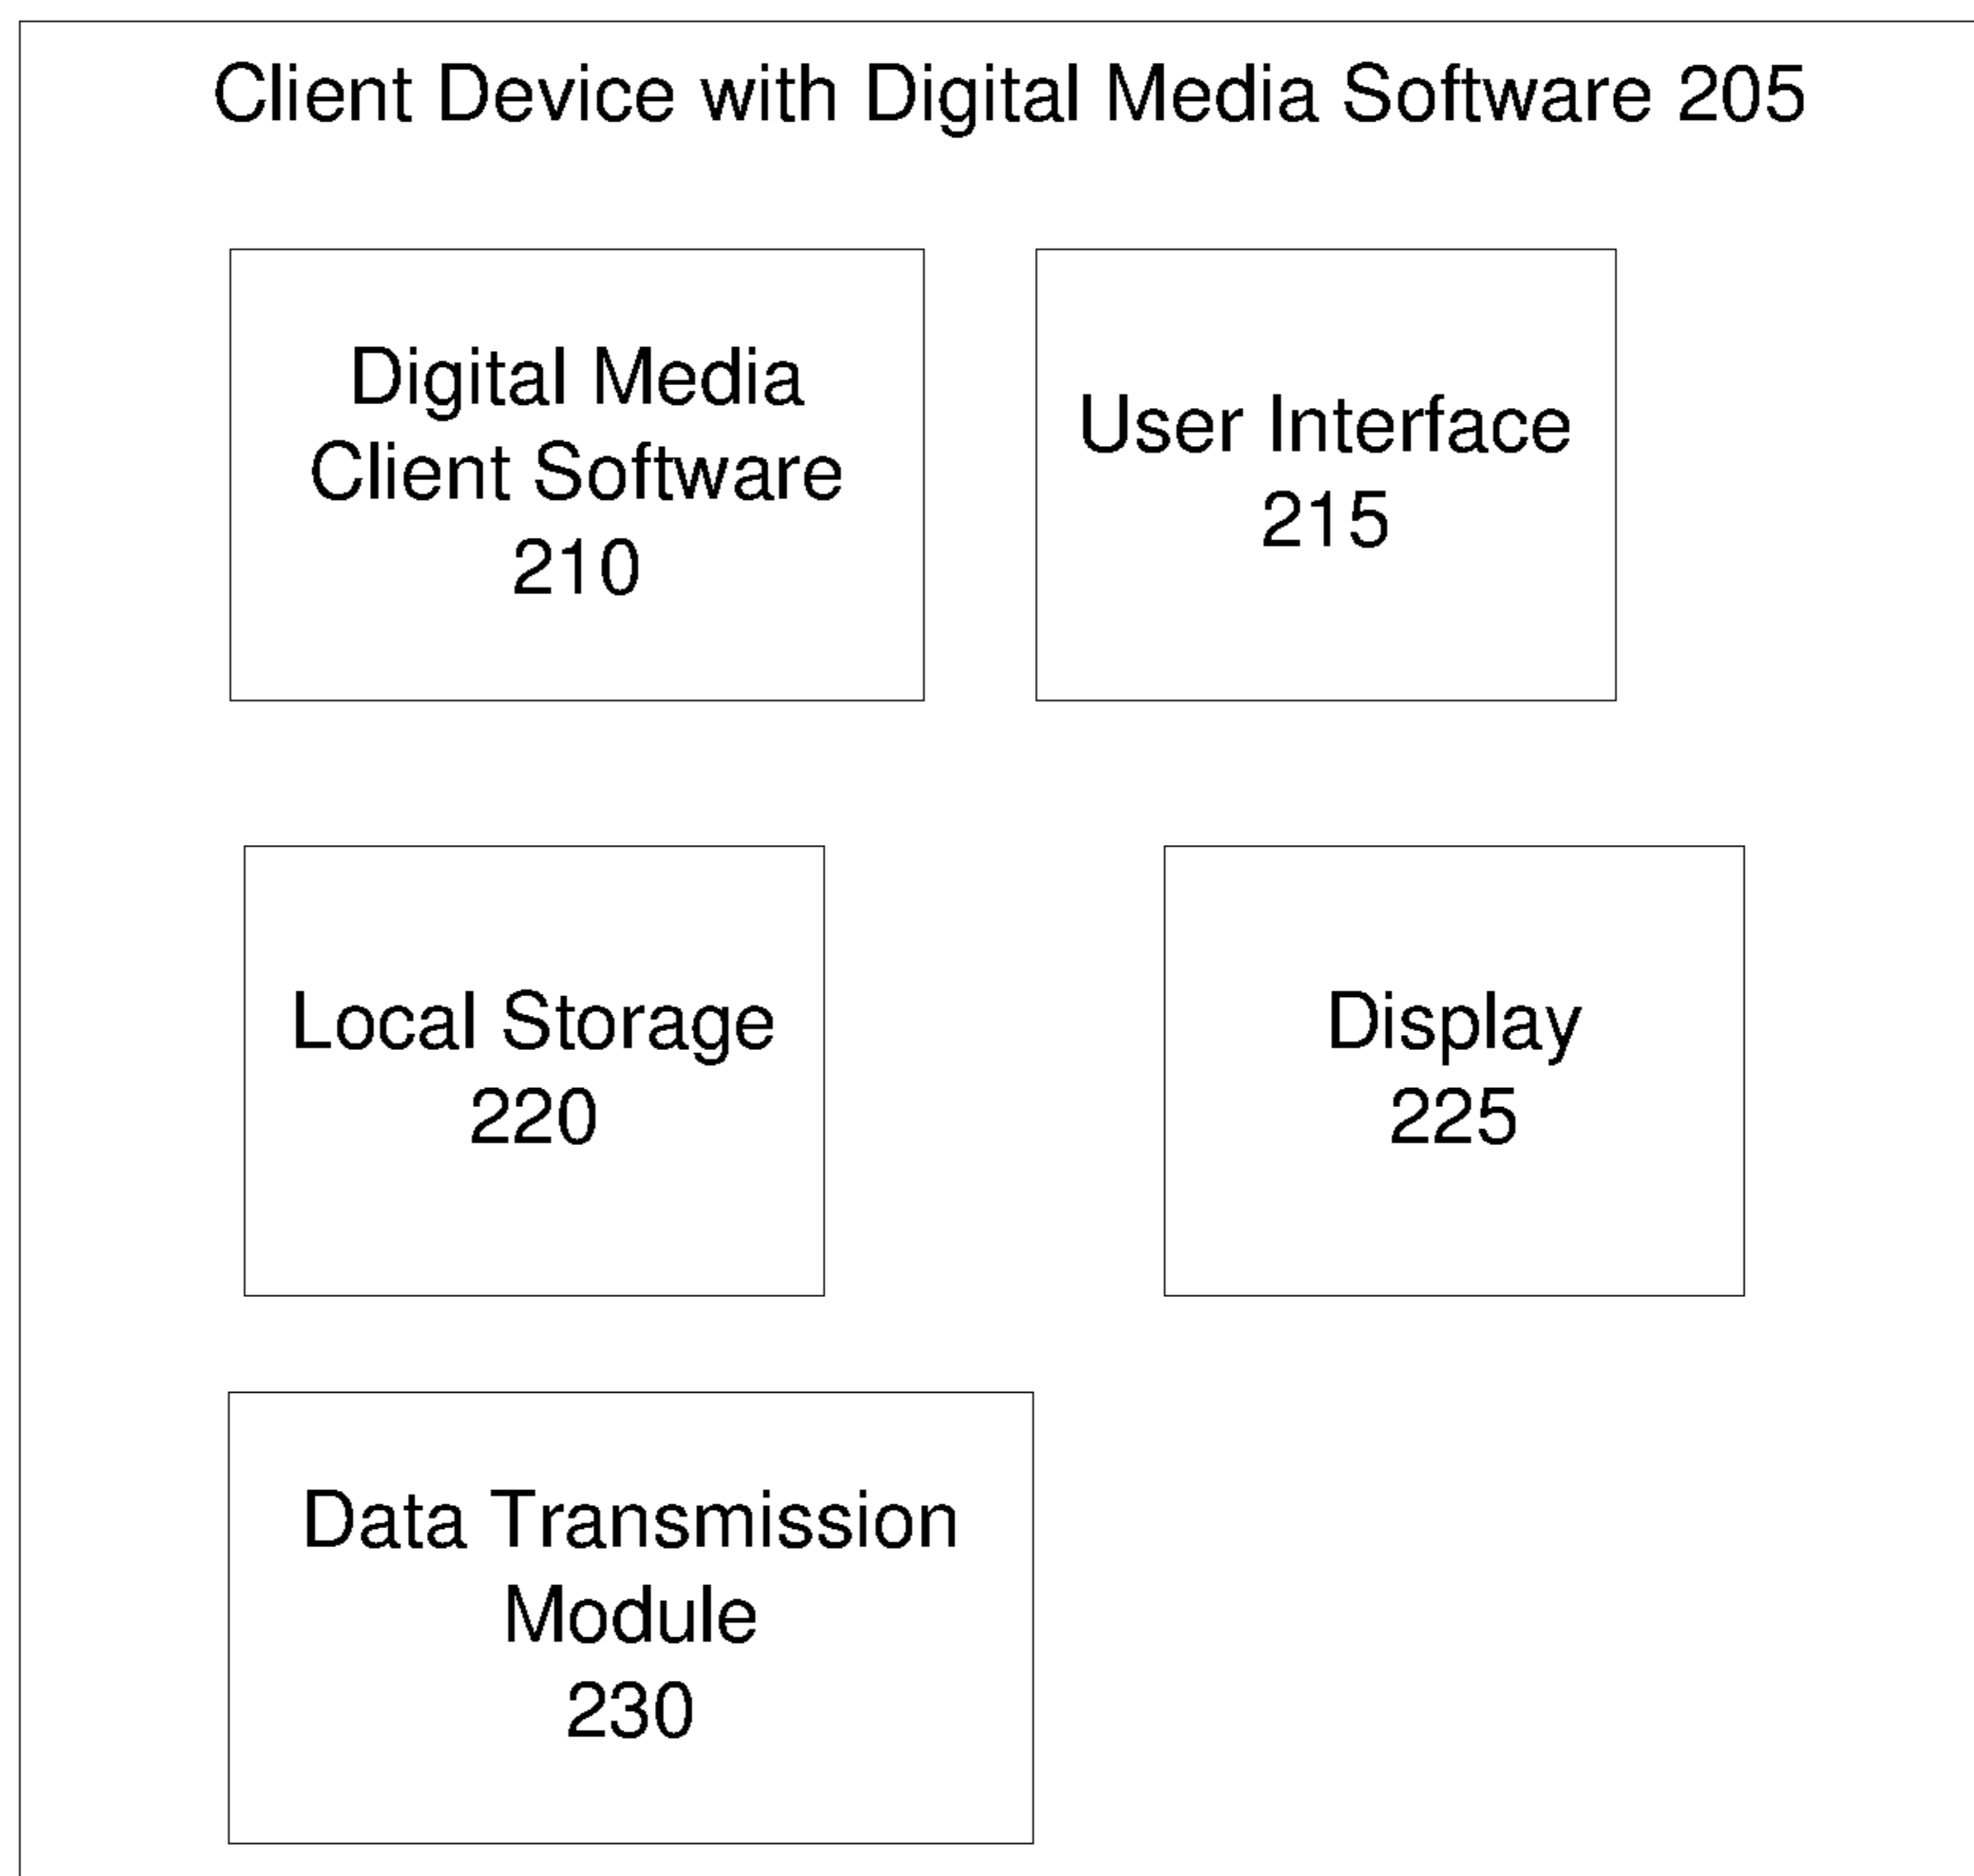 Client Device with Digital Media Software 205
Digital Media
Client Software
210
User Interface
215
Local Storage
220
Display
225
Data Transmission
Module
230